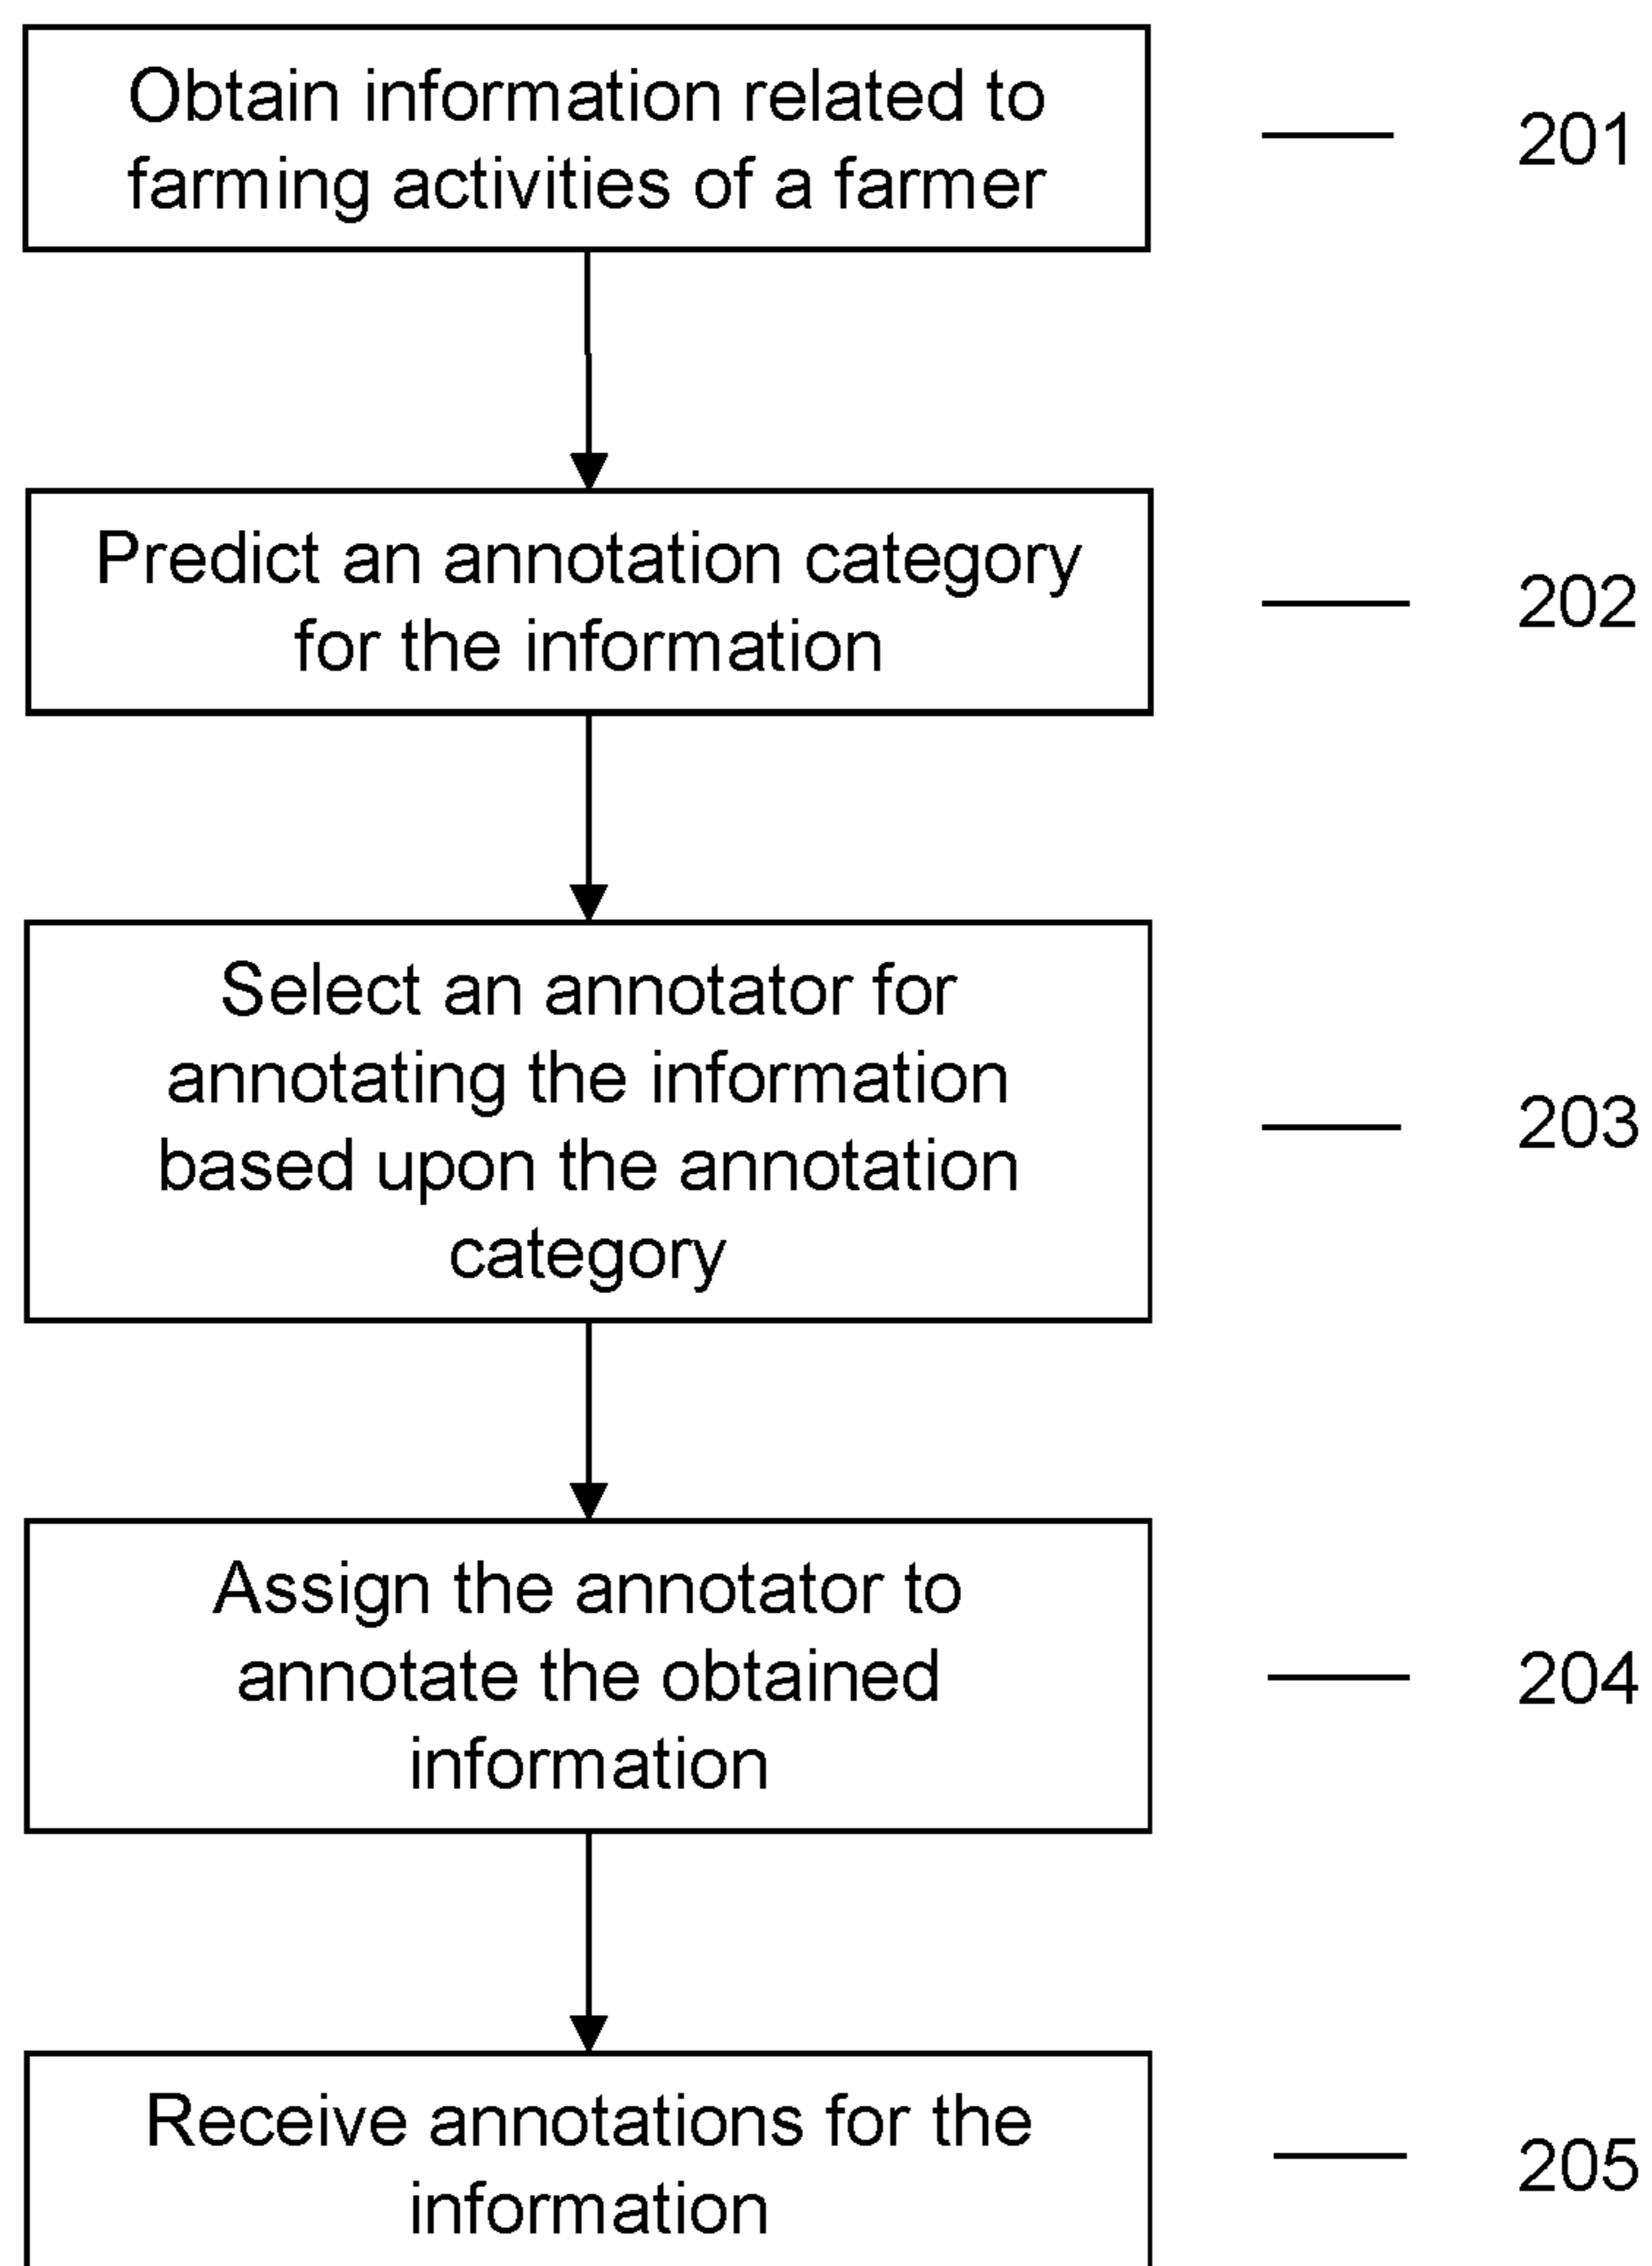 Obtain information related to
farming activities of a farmer
201
Predict an annotation category
for the information
202
Select an annotator for
annotating the information
based upon the annotation
category
203
Assign the annotator to
annotate the obtained
information
204
Receive annotations for the
information
205